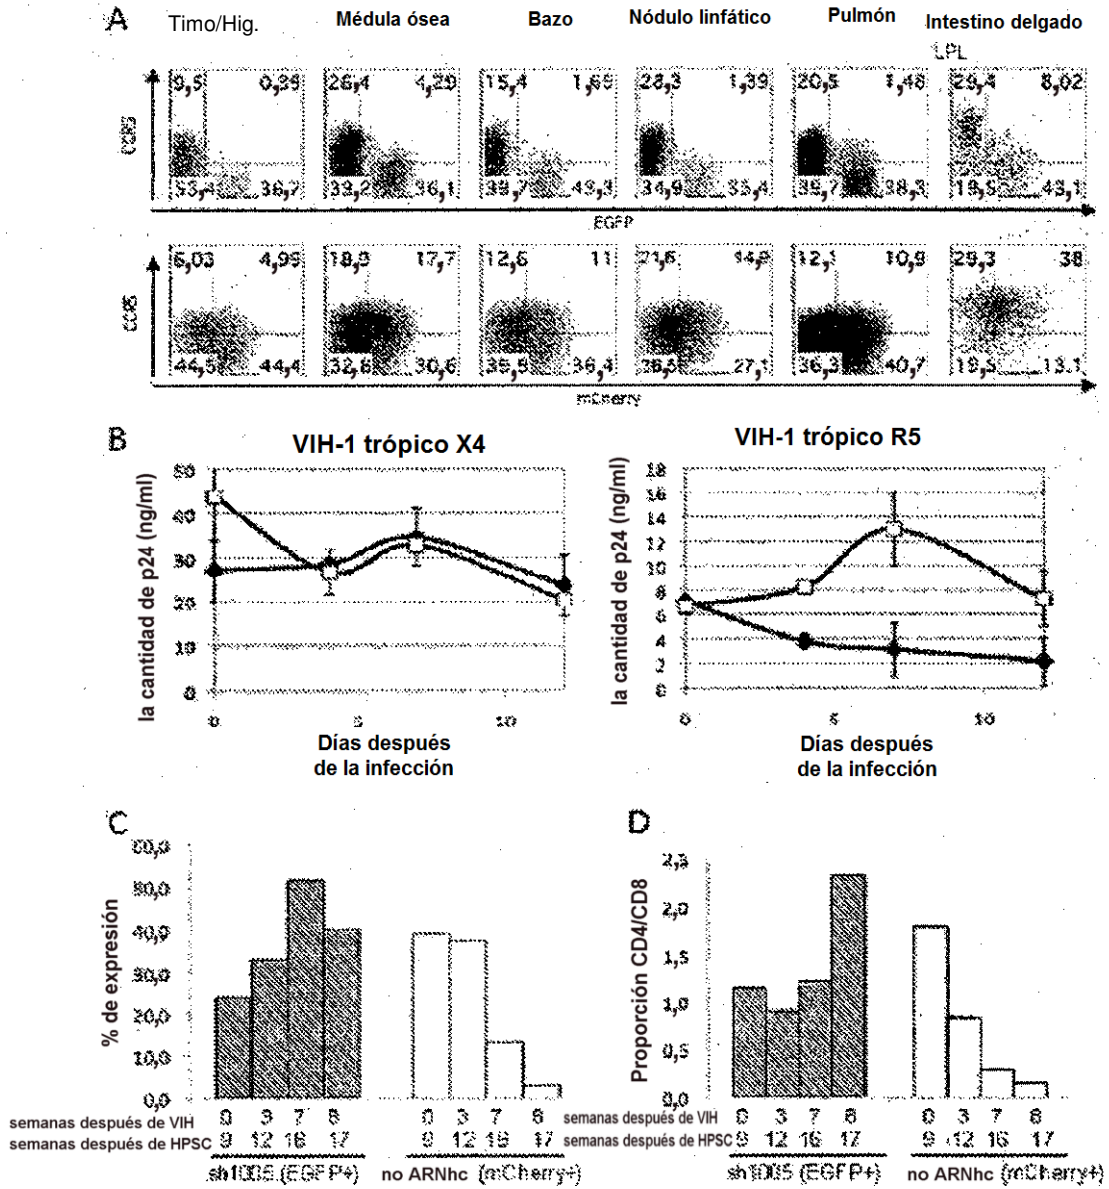 A
Timo/Hig.
Médula ósea
Bazo
Nódulo linfático
Pulmón
Intestino delgado
LPL
9,5 0,39 26,4 4,29 15,4 1,69 28,3 1,39 20,5 1,48 29,4 8,02
CCR5
53,4 36,7 33,2 36,1 39,7 43,3 34,9 35,4 39,7 38,3 19,5 43,1
EGFP
6,03 4,99 18,9 17,7 12,6 11 21,6 14,9 12,1 10,9 29,3 38
CCR5
44,5 44,4 32,8 30,6 39,9 36,4 36,5 27,1 36,3 40,7 19,5 13,1
mCherry
B
VIH-1 trópico X4
VIH-1 trópico R5
la cantidad de p24 (ng/ml)
50
40
30
20
10
0
0 5 10
Días después
de la infección
la cantidad de p24 (ng/ml)
18
16
14
12
10
8
6
4
2
0
0 5 10
Días después
de la infección
C
% de expresión
60,0
50,0
40,0
30,0
20,0
10,0
0,0
semanas después de VIH 0 3 7 8 0 3 7 8
semanas después de HPSC 9 12 16 17 9 12 16 17
sh1005 (EGFP+) no ARNhc (mCherry+)
D
Proporción CD4/CD8
2,5
2,0
1,5
1,0
0,5
0,0
semanas después de VIH 0 3 7 8 0 3 7 8
semanas después de HPSC 9 12 16 17 9 12 16 17
sh1005 (EGFP+) no ARNhc (mCherry+)